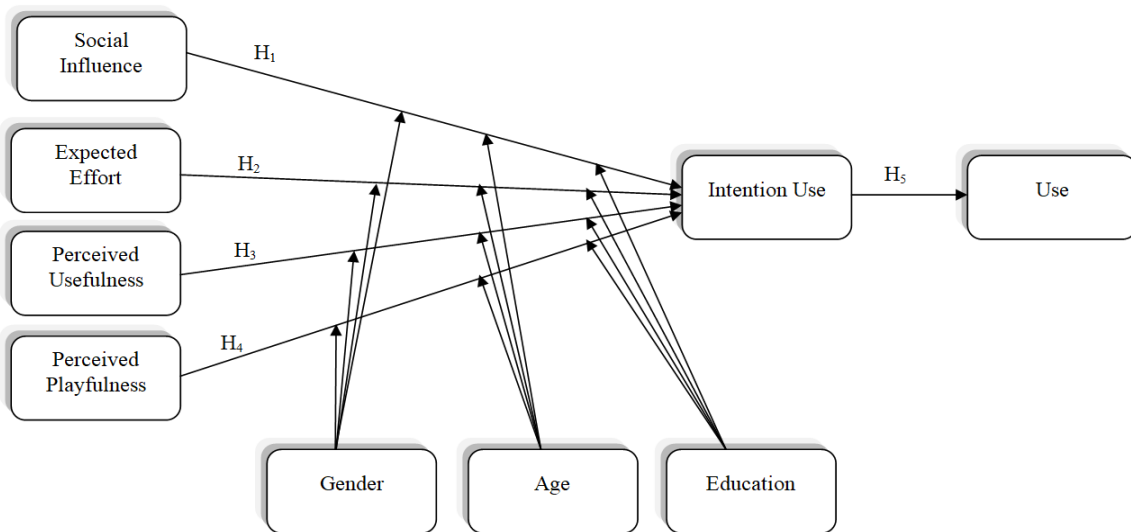 Social
Influence
H₁
Expected
Effort
H₂
Intention Use
H₅
Use
Perceived
Usefulness
H₃
Perceived
Playfulness
H₄
Gender
Age
Education